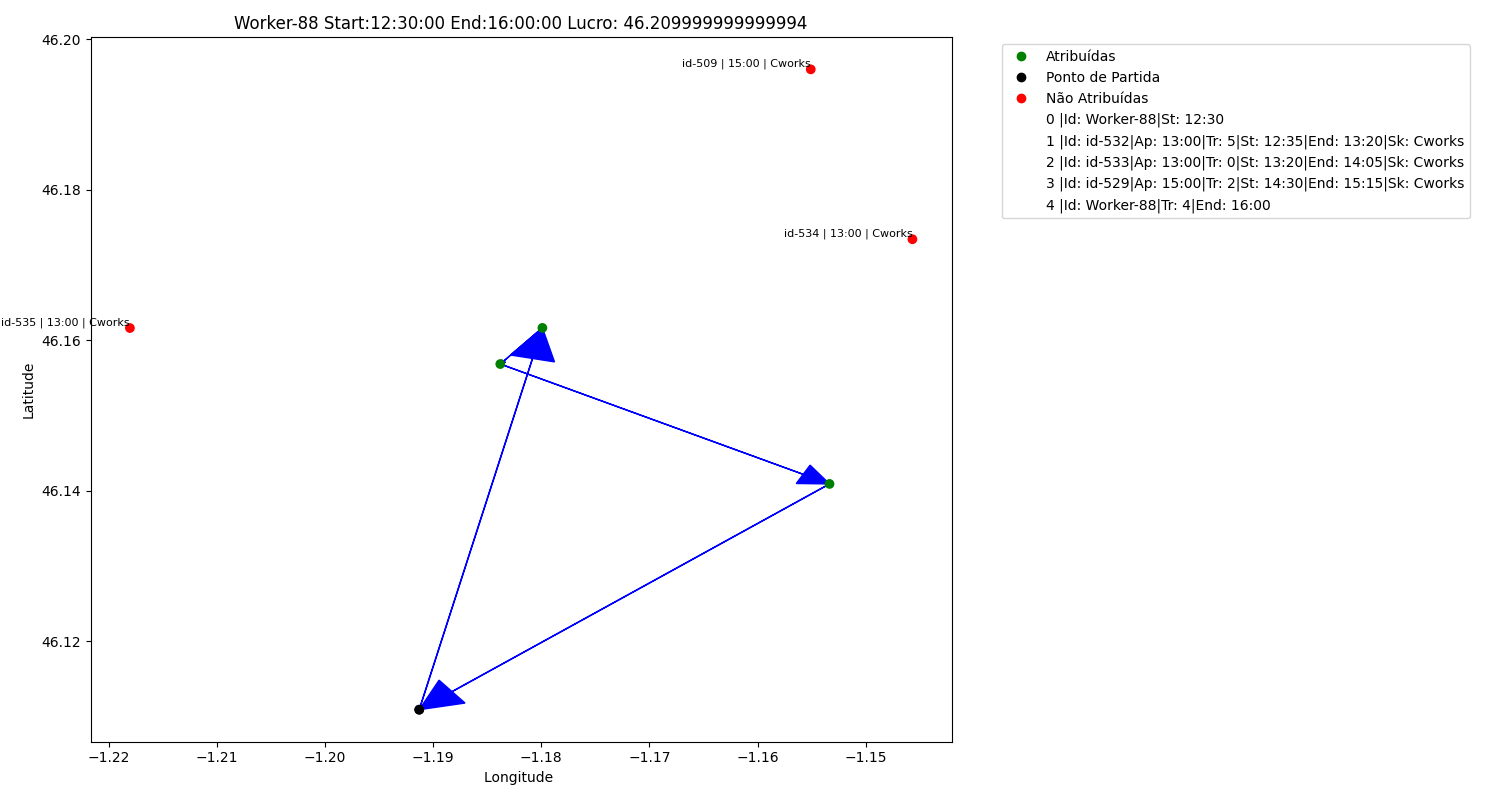 Worker-88 Start:12:30:00 End:16:00:00 Lucro: 46.209999999999994
46.20
46.18
46.16
46.14
46.12
Latitude
id-509 | 15:00 | Cworks
id-534 | 13:00 | Cworks
id-535 | 13:00 | Cworks
−1.22
−1.21
−1.20
−1.19
−1.18
−1.17
−1.16
−1.15
Longitude
Atribuídas
Ponto de Partida
Não Atribuídas
0 |Id: Worker-88|St: 12:30
1 |Id: id-532|Ap: 13:00|Tr: 5|St: 12:35|End: 13:20|Sk: Cworks
2 |Id: id-533|Ap: 13:00|Tr: 0|St: 13:20|End: 14:05|Sk: Cworks
3 |Id: id-529|Ap: 15:00|Tr: 2|St: 14:30|End: 15:15|Sk: Cworks
4 |Id: Worker-88|Tr: 4|End: 16:00